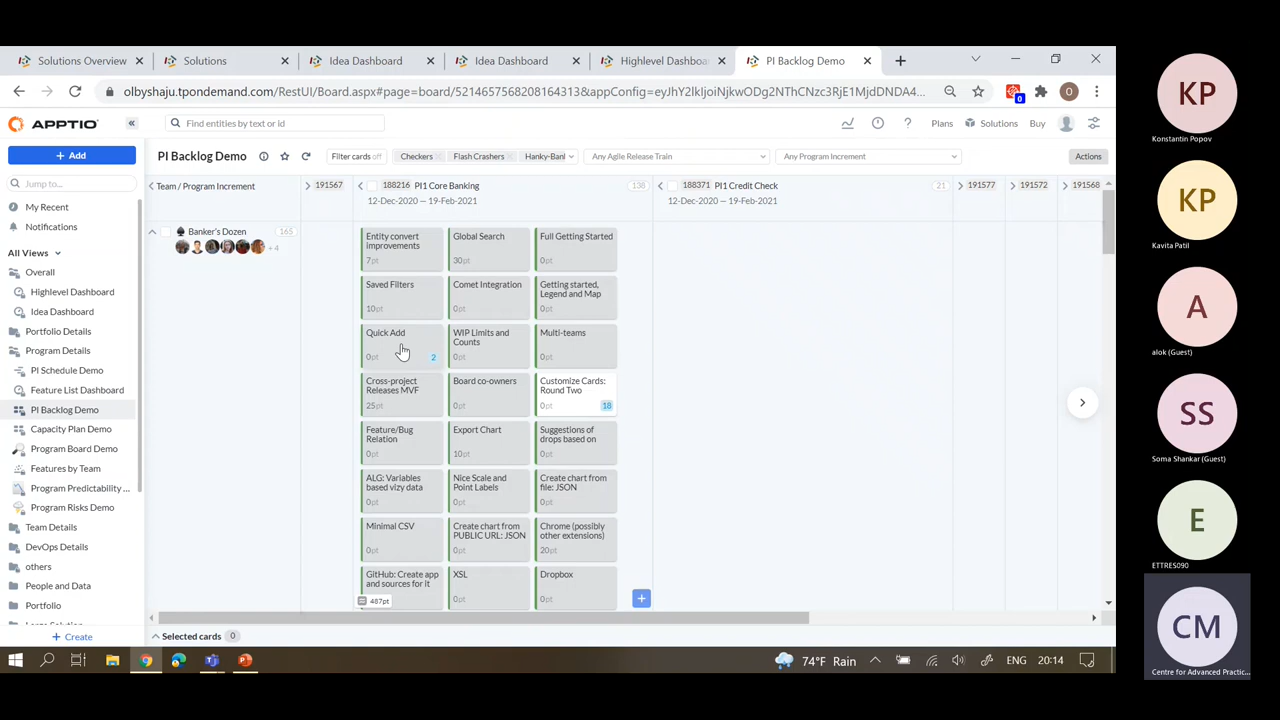 Solutions Overview
Solutions
Idea Dashboard
Idea Dashboard
Highlevel Dashboa
PI Backlog Demo
olbyshaju.tpondemand.com/RestUI/Board.aspx#page=board/5214657568208164313&appConfig=eyJhY2lkIjoiNjkwODg2NThCNzc3RjE1MjdDNDA4...
0
O
APPTIO
Find entities by text or id
Plans
Solutions
Buy
+ Add
PI Backlog Demo
Filter cards off
Checkers
Flash Crashers
Hanky-Banl
Any Agile Release Train
Any Program Increment
Actions
Jump to...
My Recent
Notifications
All Views
Overall
Highlevel Dashboard
Idea Dashboard
Portfolio Details
Program Details
PI Schedule Demo
Feature List Dashboard
PI Backlog Demo
Capacity Plan Demo
Program Board Demo
Features by Team
Program Predictability ...
Program Risks Demo
Team Details
DevOps Details
others
People and Data
Portfolio
+ Create
Team / Program Increment
191567
188216 PI1 Core Banking
138
12-Dec-2020 — 19-Feb-2021
188371 PI1 Credit Check
21
12-Dec-2020 — 19-Feb-2021
191577
191572
191568
Banker's Dozen
165
+ 4
Entity convert
improvements
7pt
Global Search
30pt
Full Getting Started
0pt
Saved Filters
10pt
Comet Integration
0pt
Getting started,
Legend and Map
0pt
Quick Add
0pt
2
WIP Limits and
Counts
0pt
Multi-teams
0pt
Cross-project
Releases MVF
25pt
Board co-owners
0pt
Customize Cards:
Round Two
0pt
18
Feature/Bug
Relation
0pt
Export Chart
10pt
Suggestions of
drops based on
0pt
ALG: Variables
based vizy data
0pt
Nice Scale and
Point Labels
0pt
Create chart from
file: JSON
0pt
Minimal CSV
0pt
Create chart from
PUBLIC URL: JSON
0pt
Chrome (possibly
other extensions)
20pt
GitHub: Create app
and sources for it
487pt
XSL
0pt
Dropbox
0pt
Selected cards 0
74°F Rain
ENG
20:14
KP
Konstantin Popov
KP
Kavita Patil
A
alok (Guest)
SS
Soma Shankar (Guest)
E
ETTRES090
CM
Centre for Advanced Practic...